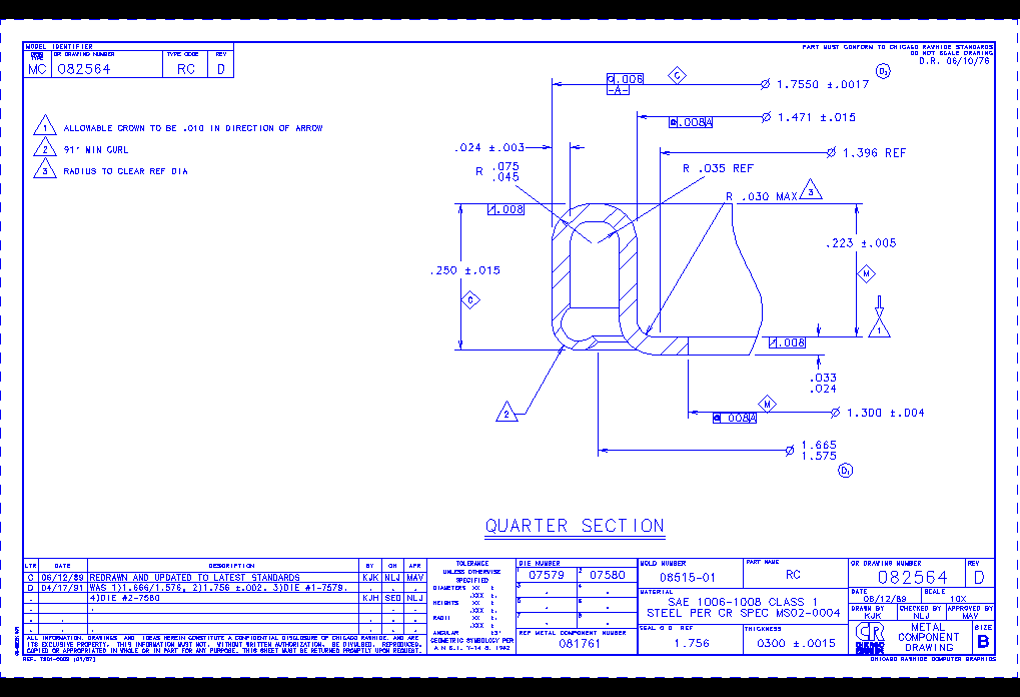 MODEL IDENTIFIER
CR DRAWING NUMBER
TYPE CODE
REV
MC 082564 RC D
PART MUST CONFORM TO CHICAGO RAWHIDE STANDARDS
DO NOT SCALE DRAWING
D.R. 06/10/76
1 ALLOWABLE CROWN TO BE .010 IN DIRECTION OF ARROW
2 91° MIN CURL
3 RADIUS TO CLEAR REF DIA
.006
-A-
C
⌀ 1.7550 ±.0017
D2
.008A
⌀ 1.471 ±.015
.024 ±.003
⌀ 1.396 REF
R .075
.045
R .035 REF
R .030 MAX 3
.008
.223 ±.005
.250 ±.015
M
C
1
.008
.033
.024
2
M
.008A
⌀ 1.300 ±.004
⌀ 1.665
1.575
D1
QUARTER SECTION
LTR DATE DESCRIPTION BY CH APR
C 06/12/89 REDRAWN AND UPDATED TO LATEST STANDARDS KJK NLJ MAV
D 04/17/91 WAS 1)1.666/1.576, 2)1.756 ±.002. 3)DIE #1-7579.
4)DIE #2-7580 KJH SEO NLJ
ALL INFORMATION, DRAWINGS AND IDEAS HEREIN CONSTITUTE A CONFIDENTIAL DISCLOSURE OF CHICAGO RAWHIDE, AND ARE
ITS EXCLUSIVE PROPERTY. THIS INFORMATION MUST NOT, WITHOUT WRITTEN AUTHORIZATION, BE DIVULGED, REPRODUCED,
COPIED OR APPROPRIATED IN WHOLE OR IN PART FOR ANY PURPOSE. THIS SHEET MUST BE RETURNED PROMPTLY UPON REQUEST.
TOLERANCE
UNLESS OTHERWISE
SPECIFIED
DIAMETERS .XX ±
.XXX ±
HEIGHTS .XX ±
.XXX ±
RADII .XX ±
.XXX ±
ANGULAR ±3°
GEOMETRIC SYMBOLOGY PER
A.N.S.I. Y-14.5, 1982
DIE NUMBER
1 07579 2 07580
3
5 6
7 8
REF METAL COMPONENT NUMBER
081761
MOLD NUMBER
08515-01
PART NAME
RC
MATERIAL
SAE 1006-1008 CLASS 1
STEEL PER CR SPEC MS02-0004
SEAL O D REF
1.756
THICKNESS
.0300 ±.0015
CR DRAWING NUMBER
082564
REV
D
DATE
06/12/89
SCALE
10X
DRAWN BY
KJK
CHECKED BY
NLJ
APPROVED BY
MAV
CR
METAL
COMPONENT
DRAWING
SIZE
B
CHICAGO RAWHIDE COMPUTER GRAPHICS